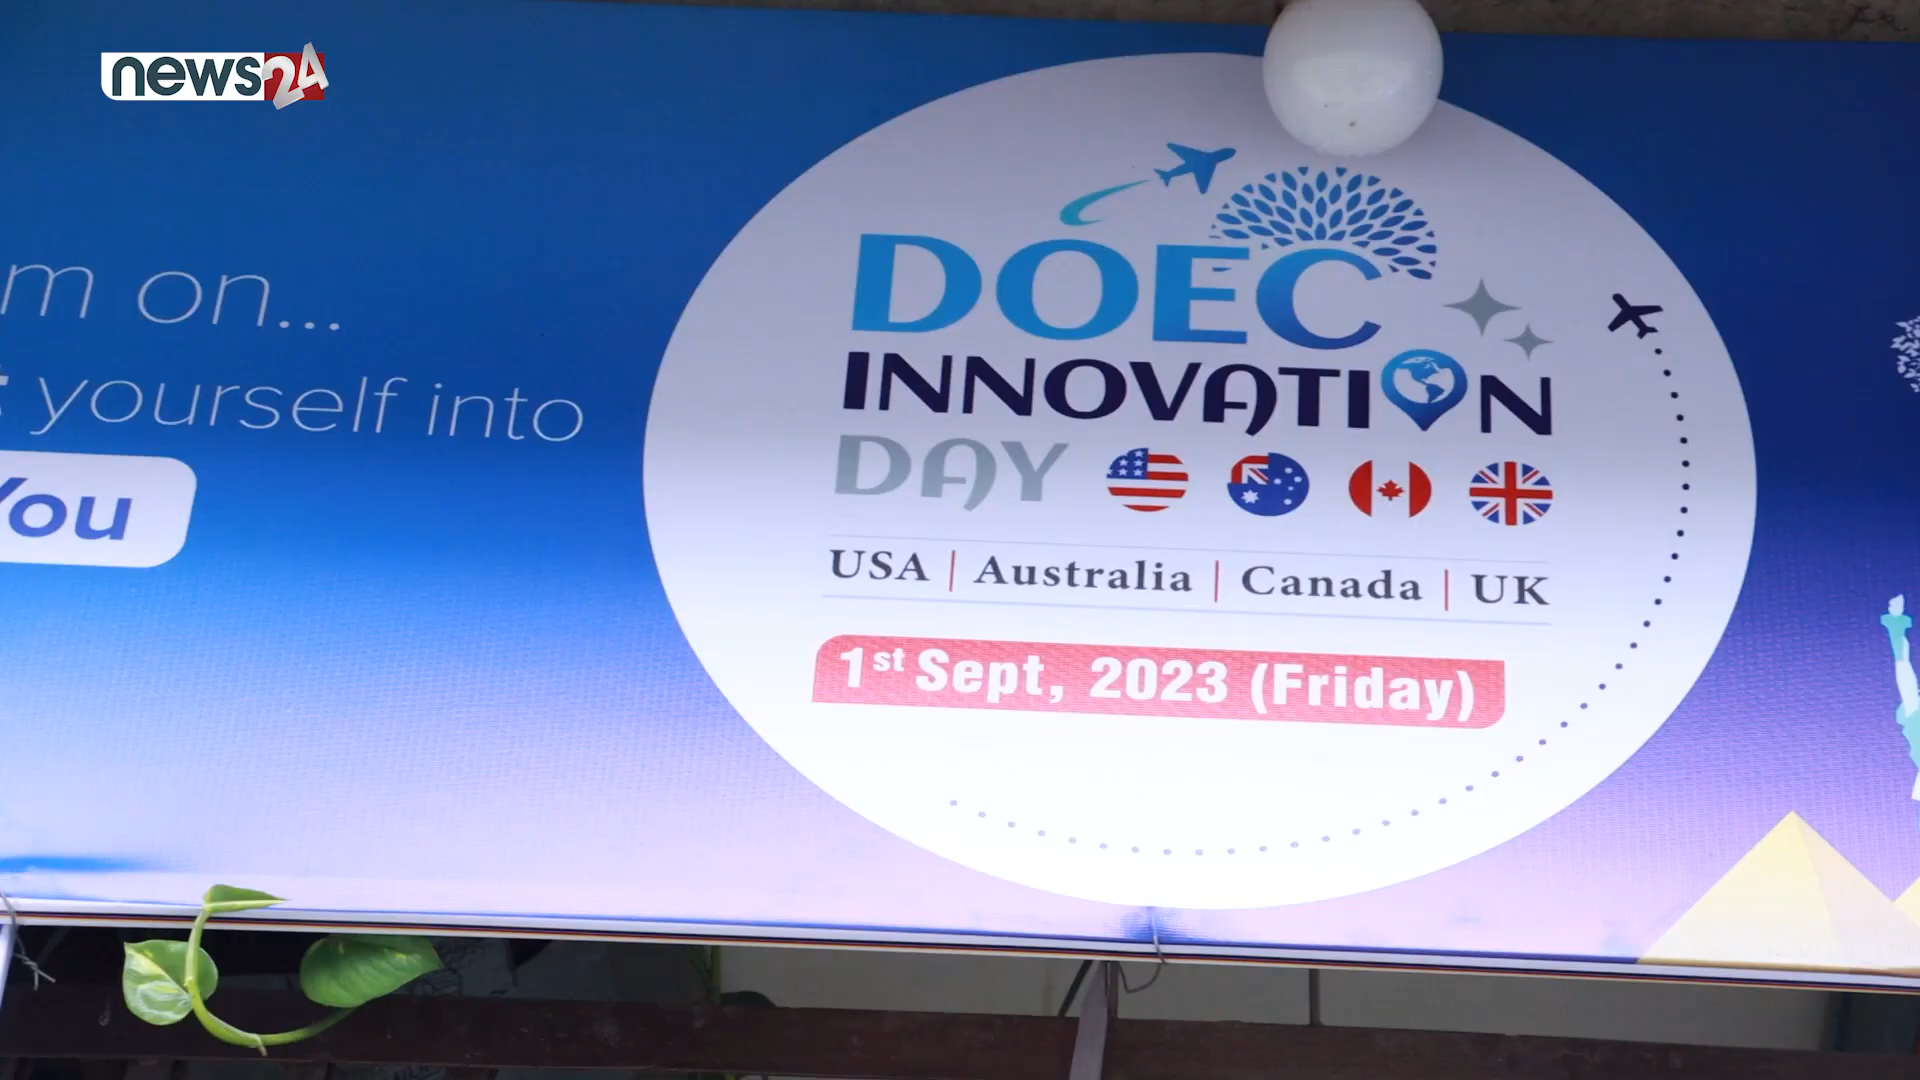 news24
on...
yourself into
You
DOEC
INNOVATION
DAY
USA | Australia | Canada | UK
1st Sept, 2023 (Friday)